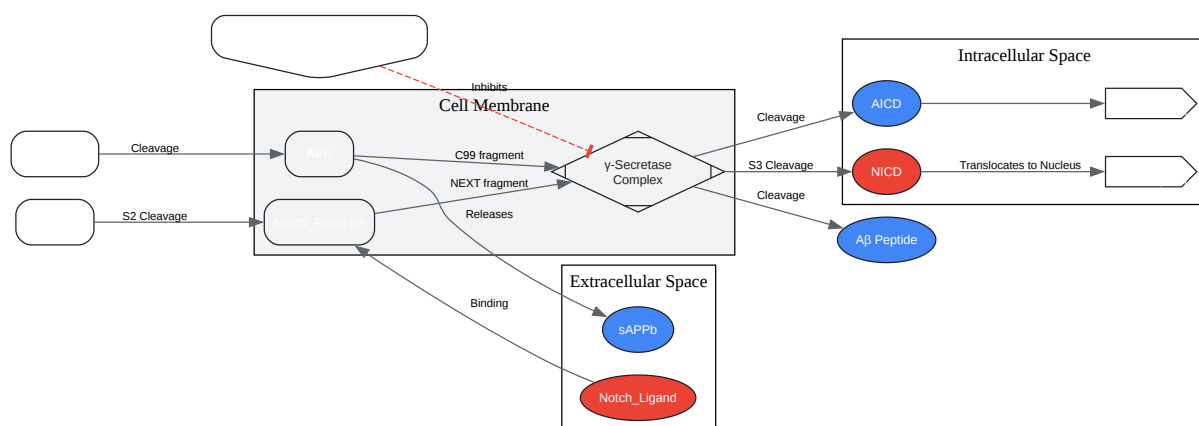 Inhibits
Cell Membrane
Intracellular Space
Cleavage
APP
C99 fragment
NEXT fragment
S2 Cleavage
Notch_Receptor
Releases
γ-Secretase
Complex
Cleavage
S3 Cleavage
Cleavage
AICD
NICD
Translocates to Nucleus
Aβ Peptide
Extracellular Space
Binding
sAPPb
Notch_Ligand